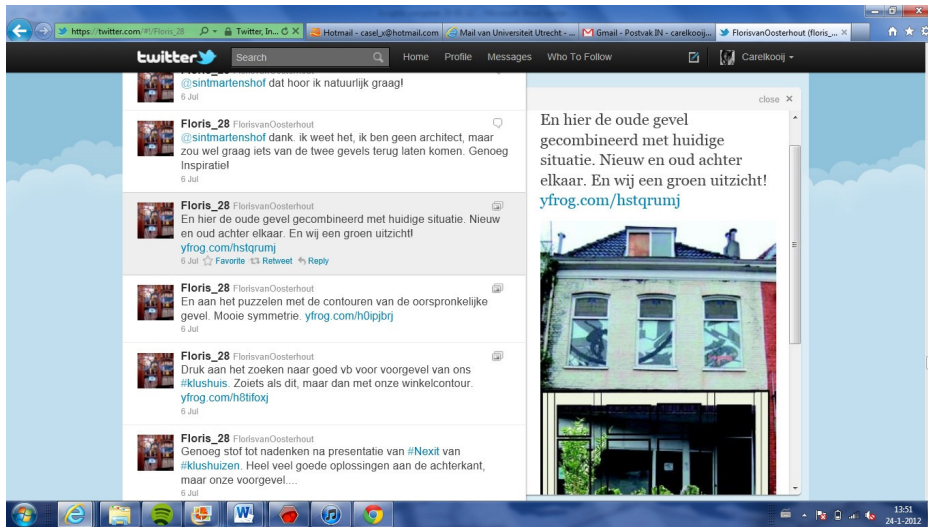 https://twitter.com/#!/Floris_28
Twitter, In...
Hotmail - casel_x@hotmail.com
Mail van Universiteit Utrecht - ...
Gmail - Postvak IN - carelkooij...
FlorisvanOosterhout (floris_...
twitter
Search
Home Profile Messages Who To Follow
Carelkooij
@sintmartenshof dat hoor ik natuurlijk graag!
6 Jul
Floris_28 FlorisvanOosterhout
@sintmartenshof dank. ik weet het, ik ben geen architect, maar
zou wel graag iets van de twee gevels terug laten komen. Genoeg
Inspiratie!
6 Jul
Floris_28 FlorisvanOosterhout
En hier de oude gevel gecombineerd met huidige situatie. Nieuw
en oud achter elkaar. En wij een groen uitzicht!
yfrog.com/hstqrumj
6 Jul Favorite Retweet Reply
Floris_28 FlorisvanOosterhout
En aan het puzzelen met de contouren van de oorspronkelijke
gevel. Mooie symmetrie. yfrog.com/h0ipjbrj
6 Jul
Floris_28 FlorisvanOosterhout
Druk aan het zoeken naar goed vb voor voorgevel van ons
#klushuis. Zoiets als dit, maar dan met onze winkelcontour.
yfrog.com/h8tifoxj
6 Jul
Floris_28 FlorisvanOosterhout
Genoeg stof tot nadenken na presentatie van #Nexit van
#klushuizen. Heel veel goede oplossingen aan de achterkant,
maar onze voorgevel....
6 Jul
close
En hier de oude gevel
gecombineerd met huidige
situatie. Nieuw en oud achter
elkaar. En wij een groen uitzicht!
yfrog.com/hstqrumj
13:51
24-1-2012